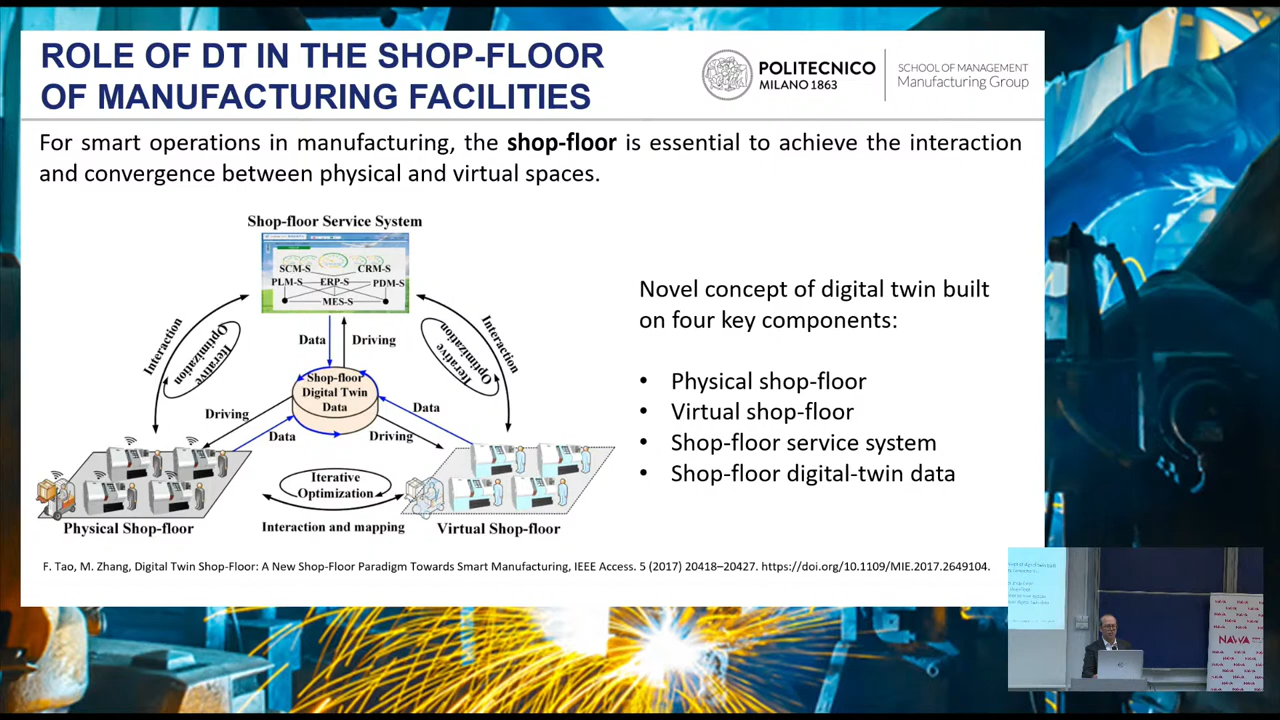 ROLE OF DT IN THE SHOP-FLOOR
OF MANUFACTURING FACILITIES
POLITECNICO
MILANO 1863
SCHOOL OF MANAGEMENT
Manufacturing Group
For smart operations in manufacturing, the shop-floor is essential to achieve the interaction
and convergence between physical and virtual spaces.
Shop-floor Service System
SCM-S
CRM-S
PLM-S
ERP-S
PDM-S
MES-S
Interaction
Iterative
Optimization
Interaction
Iterative
Optimization
Data
Driving
Shop-floor
Digital Twin
Data
Driving
Data
Data
Driving
Iterative
Optimization
Physical Shop-floor
Interaction and mapping
Virtual Shop-floor
Novel concept of digital twin built
on four key components:
• Physical shop-floor
• Virtual shop-floor
• Shop-floor service system
• Shop-floor digital-twin data
F. Tao, M. Zhang, Digital Twin Shop-Floor: A New Shop-Floor Paradigm Towards Smart Manufacturing, IEEE Access. 5 (2017) 20418–20427. https://doi.org/10.1109/MIE.2017.2649104.
NAWA